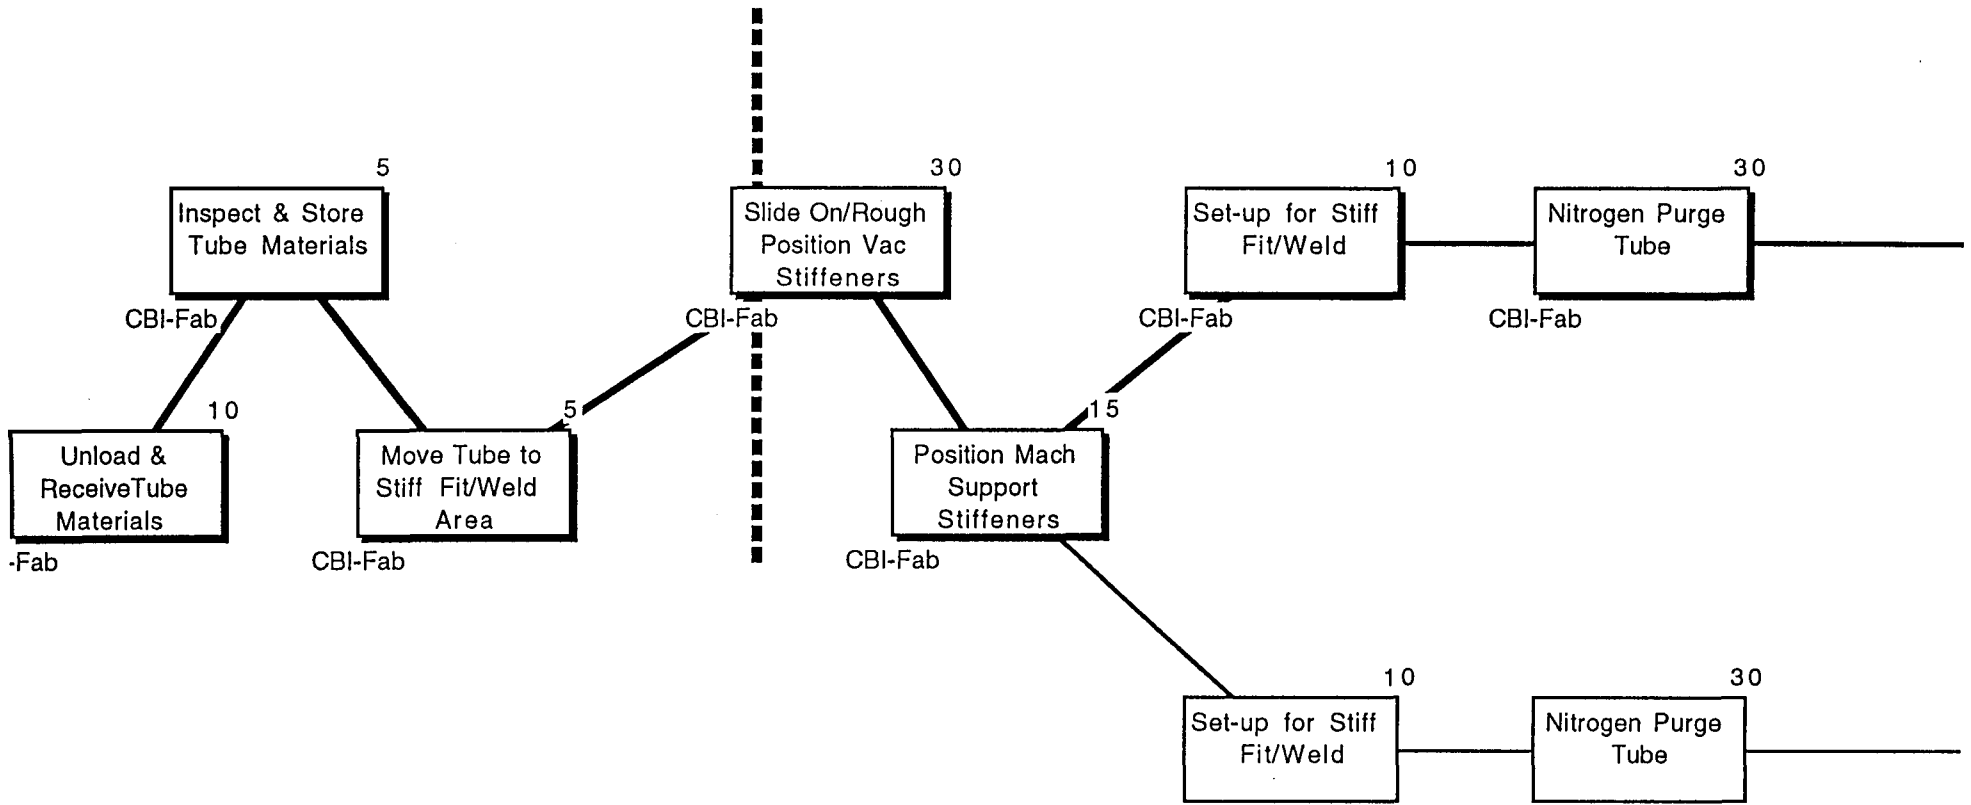 5
Inspect & Store
Tube Materials
CBI-Fab
30
Slide On/Rough
Position Vac
Stiffeners
CBI-Fab
10
Set-up for Stiff
Fit/Weld
CBI-Fab
30
Nitrogen Purge
Tube
CBI-Fab
10
Unload &
ReceiveTube
Materials
-Fab
5
Move Tube to
Stiff Fit/Weld
Area
CBI-Fab
15
Position Mach
Support
Stiffeners
CBI-Fab
10
Set-up for Stiff
Fit/Weld
30
Nitrogen Purge
Tube